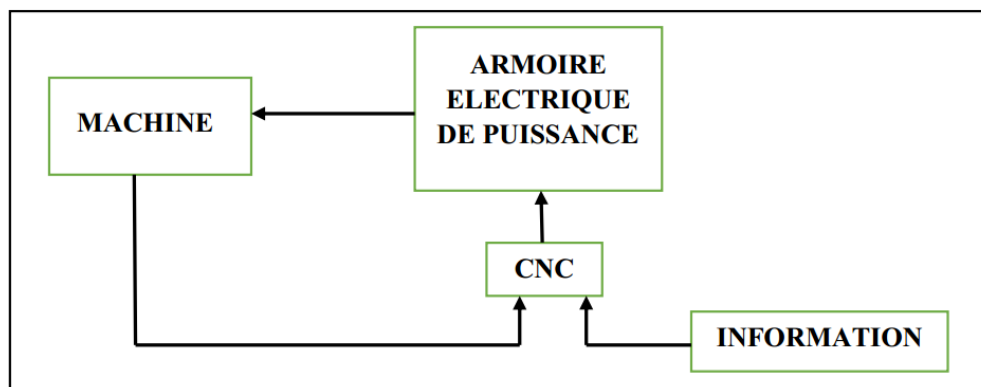 ARMOIRE
ELECTRIQUE
DE PUISSANCE
MACHINE
CNC
INFORMATION